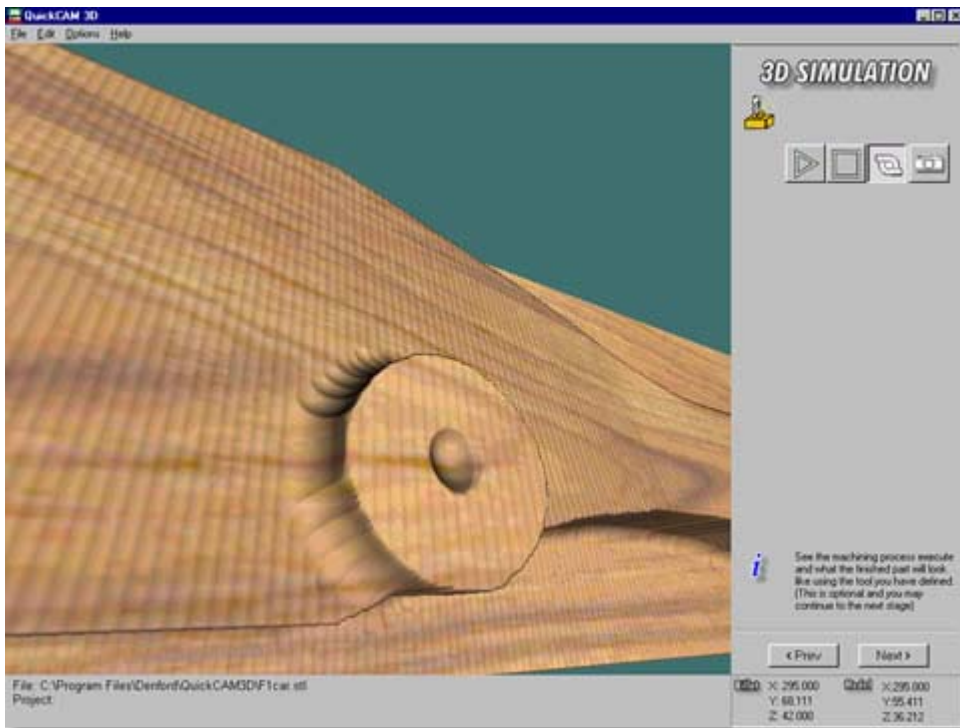 QuickCAM 3D
File Edit Options Help
3D SIMULATION
See the machining process execute
and what the finished part will look
like using the tool you have defined.
(This is optional and you may
continue to the next stage)
< Prev Next >
File: C:\Program Files\Denford\QuickCAM3D\F1car.stl
Project:
X: 295.000 Model X:295.000
Y: 68.111 Y:55.411
Z: 42.000 Z:36.212